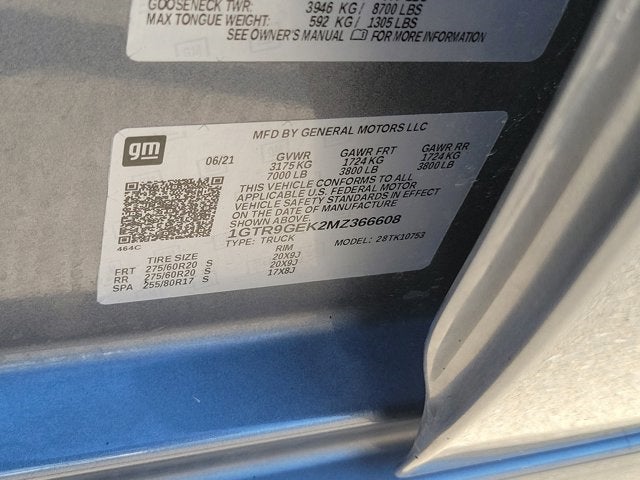 GOOSENECK TWR: 3946 KG / 8700 LBS
MAX TONGUE WEIGHT: 592 KG / 1305 LBS
SEE OWNER'S MANUAL FOR MORE INFORMATION
gm
MFD BY GENERAL MOTORS LLC
06/21 GVWR GAWR FRT GAWR RR
3175 KG 1724 KG 1724 KG
7000 LB 3800 LB 3800 LB
THIS VEHICLE CONFORMS TO ALL
APPLICABLE U.S. FEDERAL MOTOR
VEHICLE SAFETY STANDARDS IN EFFECT
ON THE DATE OF MANUFACTURE
SHOWN ABOVE.
1GTR9GEK2MZ366608
464C
TYPE: TRUCK MODEL: 28TK10753
TIRE SIZE RIM
FRT 275/60R20 S 20X9J
RR 275/60R20 S 20X9J
SPA 255/80R17 S 17X8J